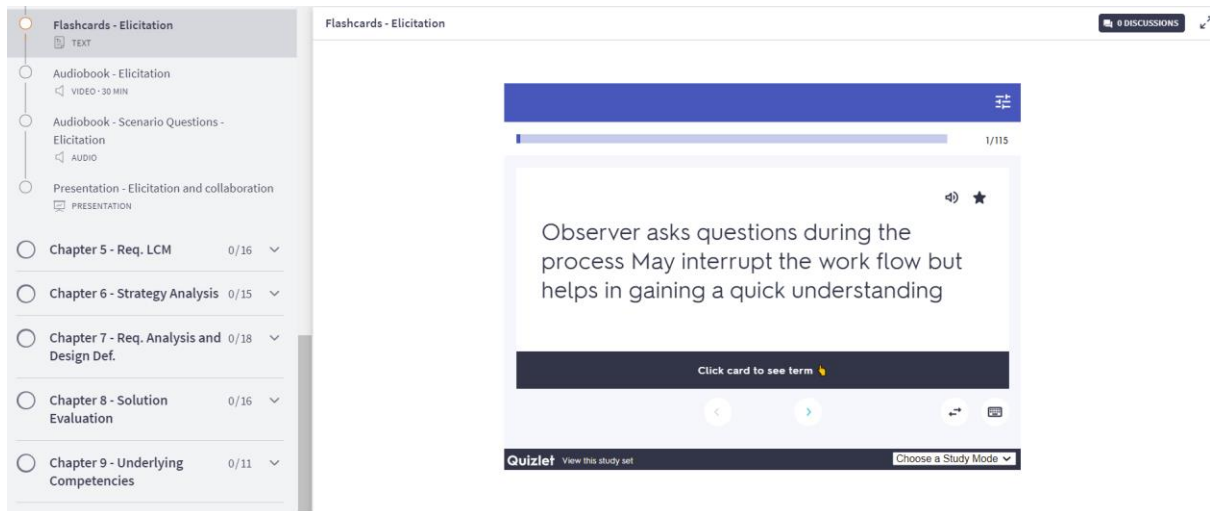 Flashcards - Elicitation
TEXT
Audiobook - Elicitation
VIDEO • 30 MIN
Audiobook - Scenario Questions -
Elicitation
AUDIO
Presentation - Elicitation and collaboration
PRESENTATION
Chapter 5 - Req. LCM 0/16
Chapter 6 - Strategy Analysis 0/15
Chapter 7 - Req. Analysis and 0/18
Design Def.
Chapter 8 - Solution 0/16
Evaluation
Chapter 9 - Underlying 0/11
Competencies
Flashcards - Elicitation
0 DISCUSSIONS
1/115
Observer asks questions during the
process May interrupt the work flow but
helps in gaining a quick understanding
Click card to see term 👆
Quizlet View this study set
Choose a Study Mode